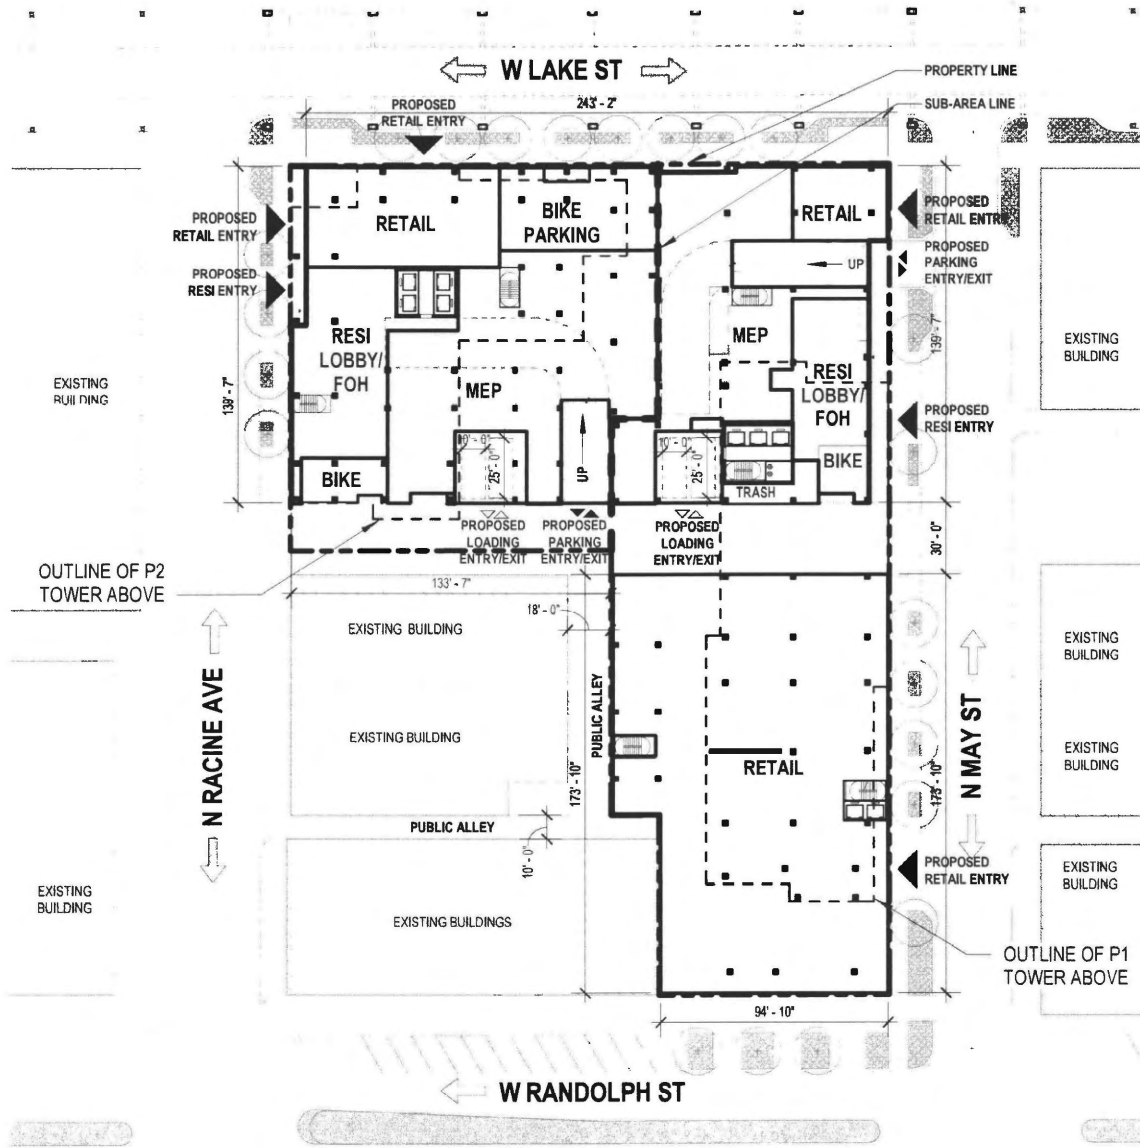 W LAKE ST
PROPERTY LINE
243' - 2"
SUB-AREA LINE
PROPOSED
RETAIL ENTRY
PROPOSED
RETAIL ENTRY
RETAIL
BIKE
PARKING
RETAIL
PROPOSED
RETAIL ENTRY
PROPOSED
PARKING
ENTRY/EXIT
UP
PROPOSED
RESI ENTRY
RESI
LOBBY/
FOH
MEP
MEP
RESI
LOBBY/
FOH
139' - 7"
139' - 7"
EXISTING
BUILDING
EXISTING
BUILDING
PROPOSED
RESI ENTRY
BIKE
10' - 0"
25' - 0"
UP
10' - 0"
25' - 0"
TRASH
BIKE
PROPOSED
LOADING
ENTRY/EXIT
PROPOSED
PARKING
ENTRY/EXIT
PROPOSED
LOADING
ENTRY/EXIT
30' - 0"
OUTLINE OF P2
TOWER ABOVE
133' - 7"
18' - 0"
EXISTING BUILDING
EXISTING
BUILDING
N RACINE AVE
PUBLIC ALLEY
EXISTING BUILDING
173' - 10"
RETAIL
173' - 10"
N MAY ST
EXISTING
BUILDING
PUBLIC ALLEY
10' - 0"
PROPOSED
RETAIL ENTRY
EXISTING
BUILDING
EXISTING
BUILDING
EXISTING BUILDINGS
OUTLINE OF P1
TOWER ABOVE
94' - 10"
W RANDOLPH ST